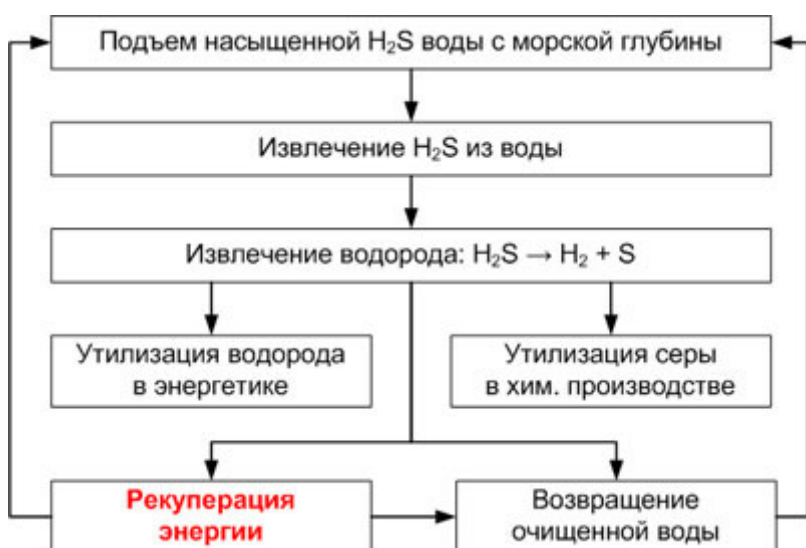 Подъем насыщенной H₂S воды с морской глубины
Извлечение H₂S из воды
Извлечение водорода: H₂S → H₂ + S
Утилизация водорода
в энергетике
Утилизация серы
в хим. производстве
Рекуперация
энергии
Возвращение
очищенной воды